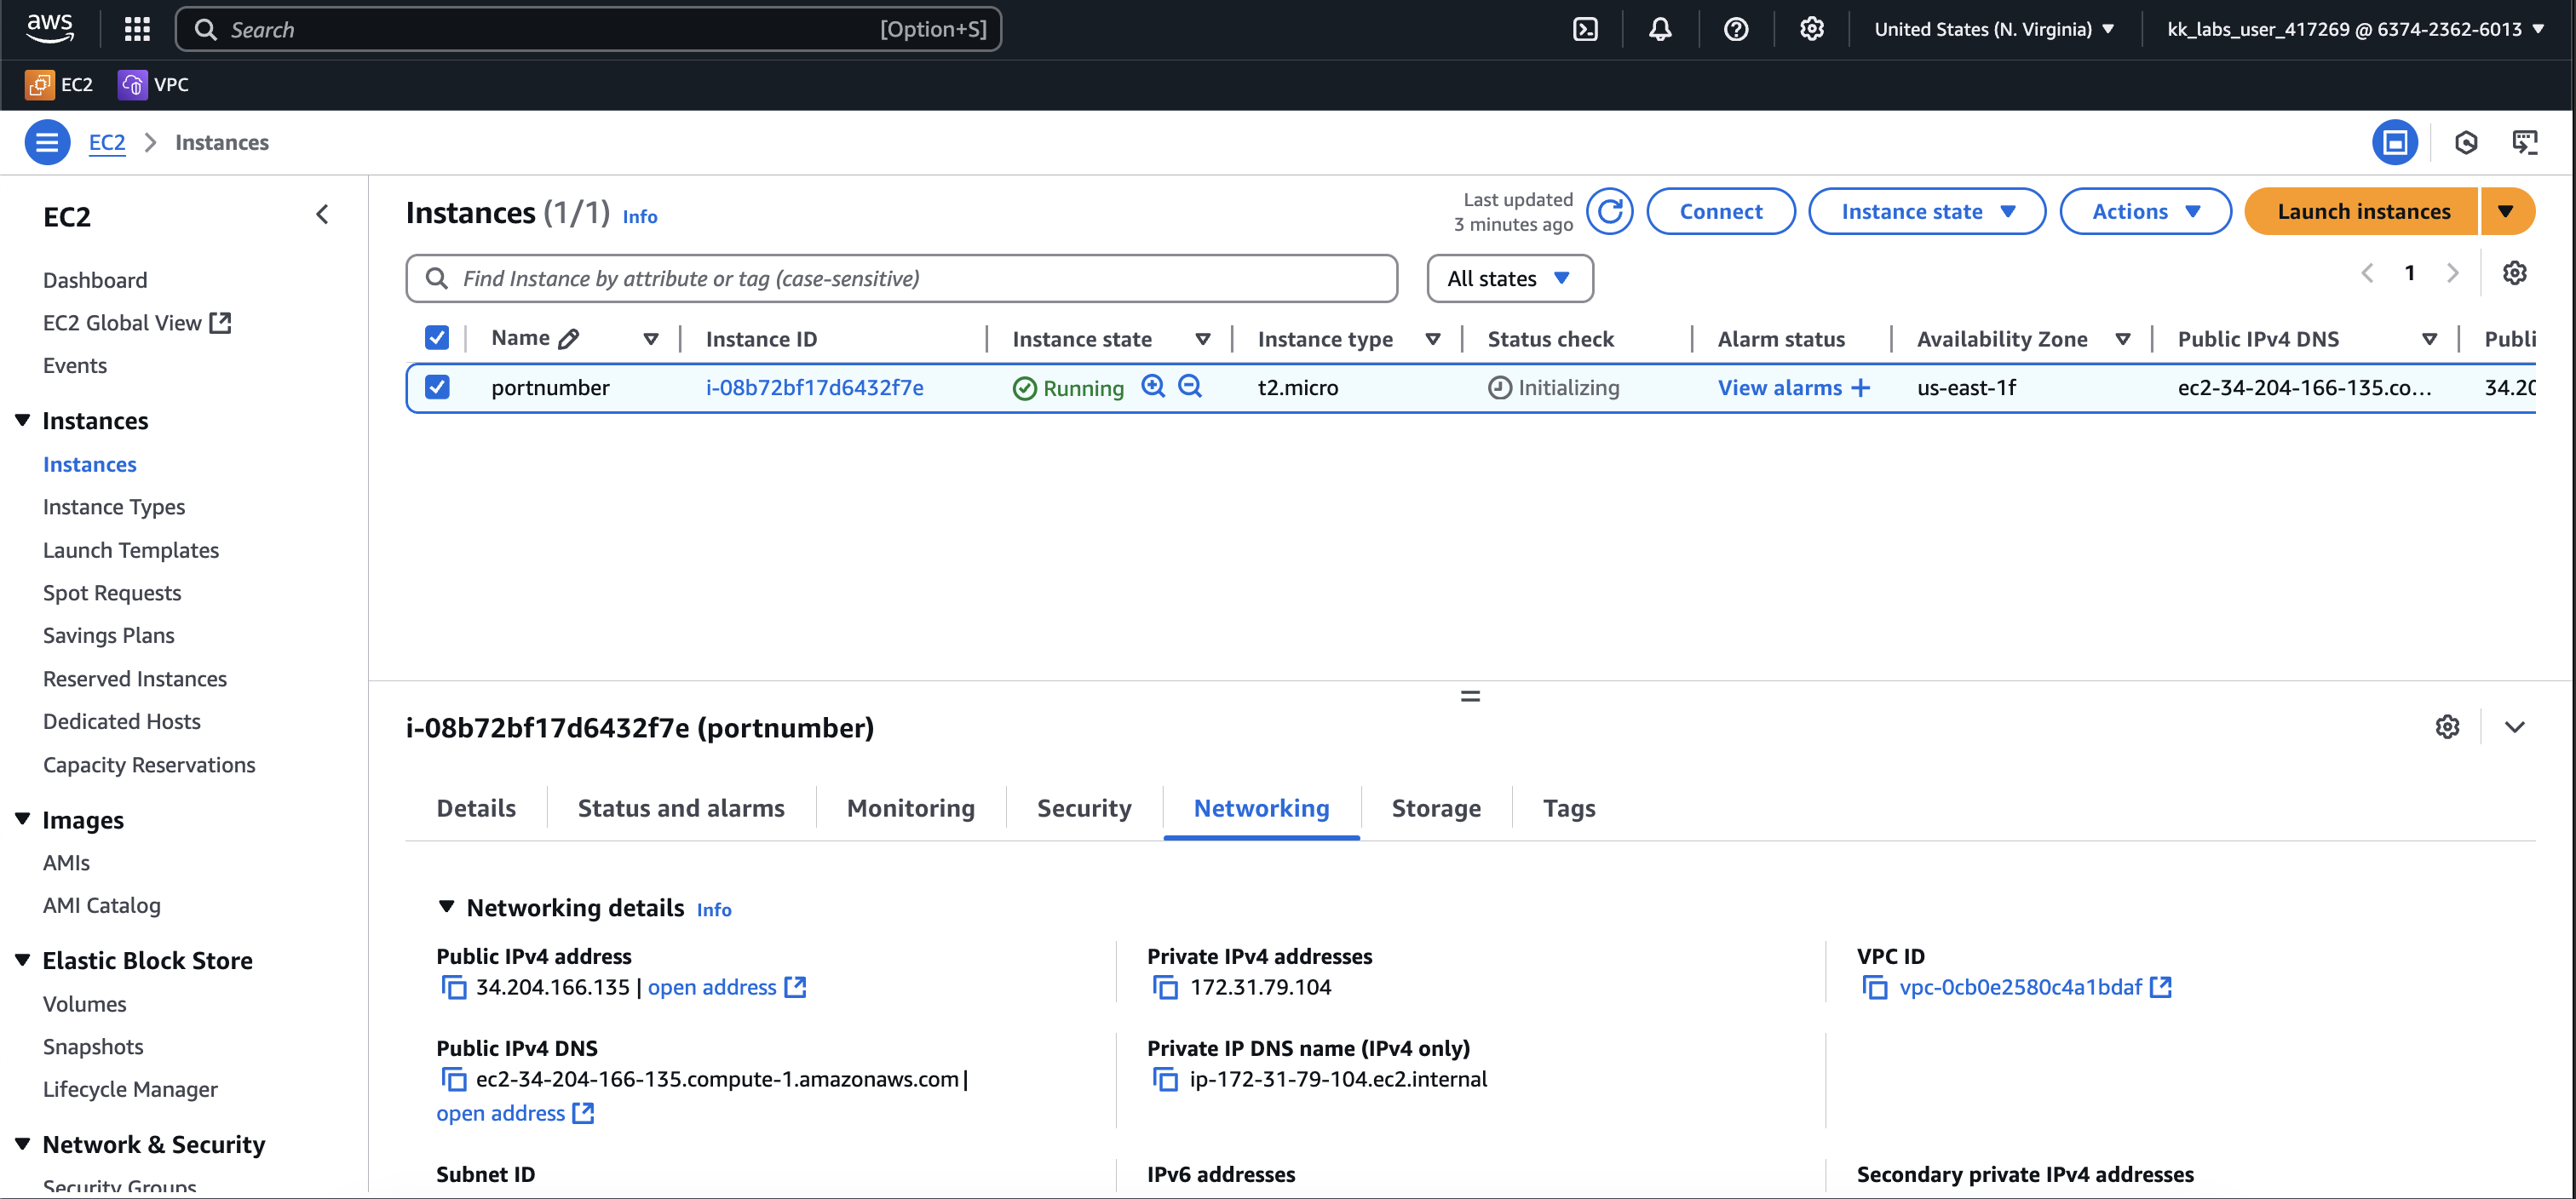 aws
Search [Option+S]
United States (N. Virginia)
kk_labs_user_417269 @ 6374-2362-6013
EC2
VPC
EC2
Instances
EC2
Dashboard
EC2 Global View
Events
Instances
Instances
Instance Types
Launch Templates
Spot Requests
Savings Plans
Reserved Instances
Dedicated Hosts
Capacity Reservations
Images
AMIs
AMI Catalog
Elastic Block Store
Volumes
Snapshots
Lifecycle Manager
Network & Security
Security Groups
Instances (1/1) Info
Last updated
3 minutes ago
Connect
Instance state
Actions
Launch instances
Find Instance by attribute or tag (case-sensitive)
All states
1
Name Instance ID Instance state Instance type Status check Alarm status Availability Zone Public IPv4 DNS Publi
portnumber i-08b72bf17d6432f7e Running t2.micro Initializing View alarms + us-east-1f ec2-34-204-166-135.co... 34.20
i-08b72bf17d6432f7e (portnumber)
Details Status and alarms Monitoring Security Networking Storage Tags
Networking details Info
Public IPv4 address
34.204.166.135 | open address
Private IPv4 addresses
172.31.79.104
VPC ID
vpc-0cb0e2580c4a1bdaf
Public IPv4 DNS
ec2-34-204-166-135.compute-1.amazonaws.com |
open address
Private IP DNS name (IPv4 only)
ip-172-31-79-104.ec2.internal
Subnet ID
IPv6 addresses
Secondary private IPv4 addresses